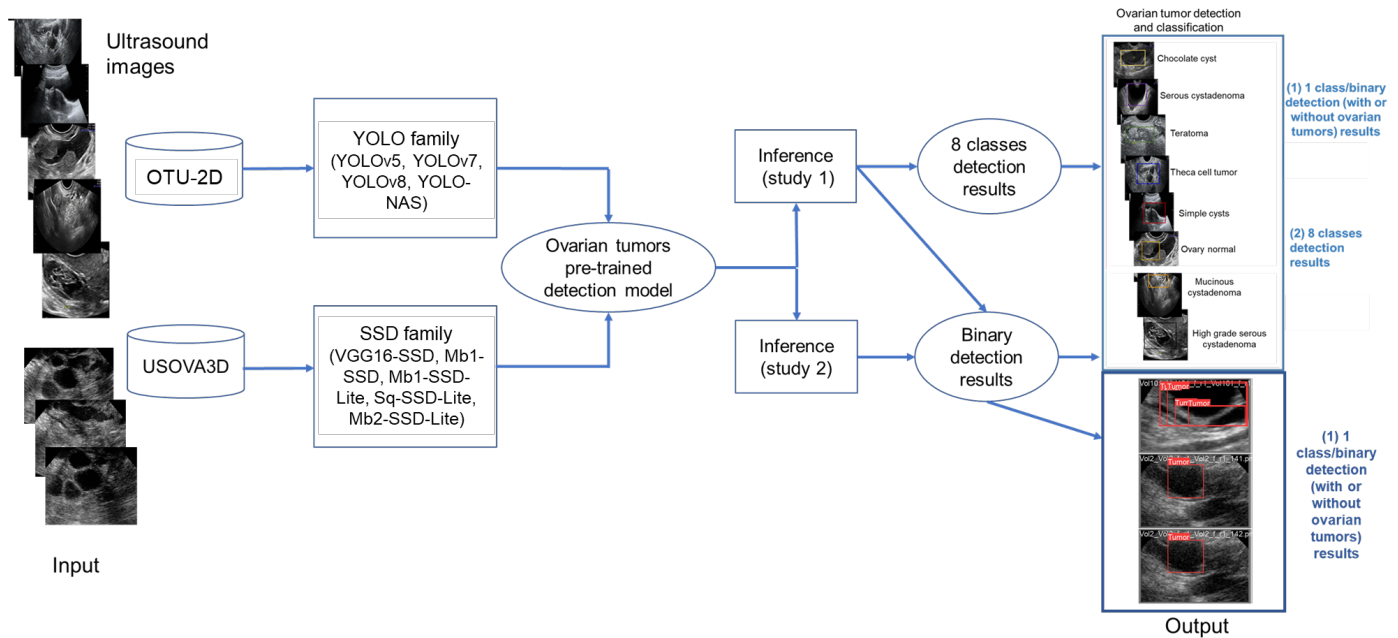 Ultrasound
images
OTU-2D
YOLO family
(YOLOv5, YOLOv7,
YOLOv8, YOLO-
NAS)
USOVA3D
SSD family
(VGG16-SSD, Mb1-
SSD, Mb1-SSD-
Lite, Sq-SSD-Lite,
Mb2-SSD-Lite)
Input
Ovarian tumors
pre-trained
detection model
Inference
(study 1)
Inference
(study 2)
8 classes
detection
results
Binary
detection
results
Ovarian tumor detection
and classification
Chocolate cyst
Serous cystadenoma
Teratoma
Theca cell tumor
Simple cysts
Ovary normal
Mucinous
cystadenoma
High grade serous
cystadenoma
(1) 1 class/binary
detection (with or
without ovarian
tumors) results
(2) 8 classes
detection
results
Tumor
Vol2_f_r1_141.
Tumor
Vol2_f_r1_142.
Tumor
(1) 1
class/binary
detection
(with or
without
ovarian
tumors)
results
Output